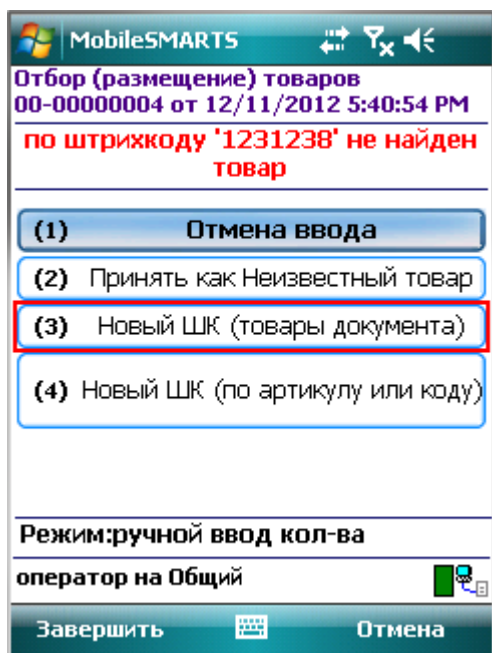 MobileSMARTS
Отбор (размещение) товаров
00-00000004 от 12/11/2012 5:40:54 PM
по штрихкоду '1231238' не найден
товар
(1) Отмена ввода
(2) Принять как Неизвестный товар
(3) Новый ШК (товары документа)
(4) Новый ШК (по артикулу или коду)
Режим:ручной ввод кол-ва
оператор на Общий
Завершить Отмена